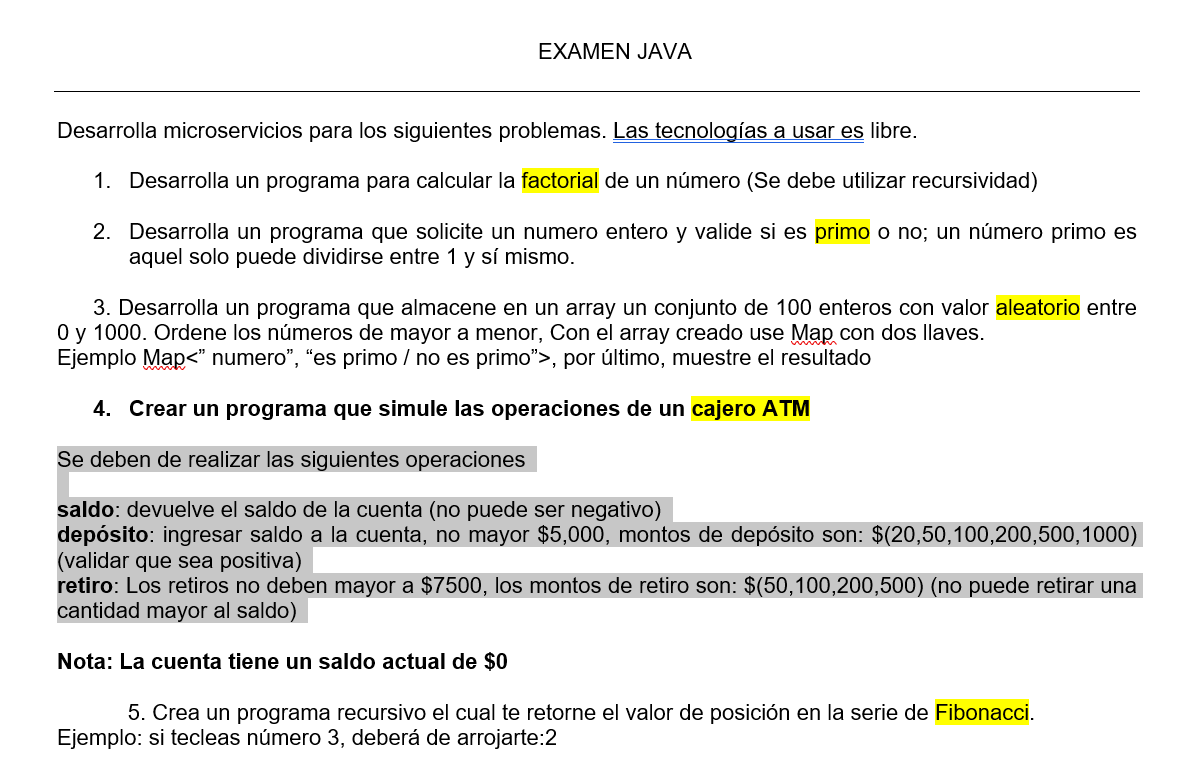 EXAMEN JAVA
Desarrolla microservicios para los siguientes problemas. Las tecnologías a usar es libre.
1. Desarrolla un programa para calcular la factorial de un número (Se debe utilizar recursividad)
2. Desarrolla un programa que solicite un numero entero y valide si es primo o no; un número primo es
aquel solo puede dividirse entre 1 y sí mismo.
3. Desarrolla un programa que almacene en un array un conjunto de 100 enteros con valor aleatorio entre
0 y 1000. Ordene los números de mayor a menor, Con el array creado use Map con dos llaves.
Ejemplo Map<” numero”, “es primo / no es primo”>, por último, muestre el resultado
4. Crear un programa que simule las operaciones de un cajero ATM
Se deben de realizar las siguientes operaciones
saldo: devuelve el saldo de la cuenta (no puede ser negativo)
depósito: ingresar saldo a la cuenta, no mayor $5,000, montos de depósito son: $(20,50,100,200,500,1000)
(validar que sea positiva)
retiro: Los retiros no deben mayor a $7500, los montos de retiro son: $(50,100,200,500) (no puede retirar una
cantidad mayor al saldo)
Nota: La cuenta tiene un saldo actual de $0
5. Crea un programa recursivo el cual te retorne el valor de posición en la serie de Fibonacci.
Ejemplo: si tecleas número 3, deberá de arrojarte:2